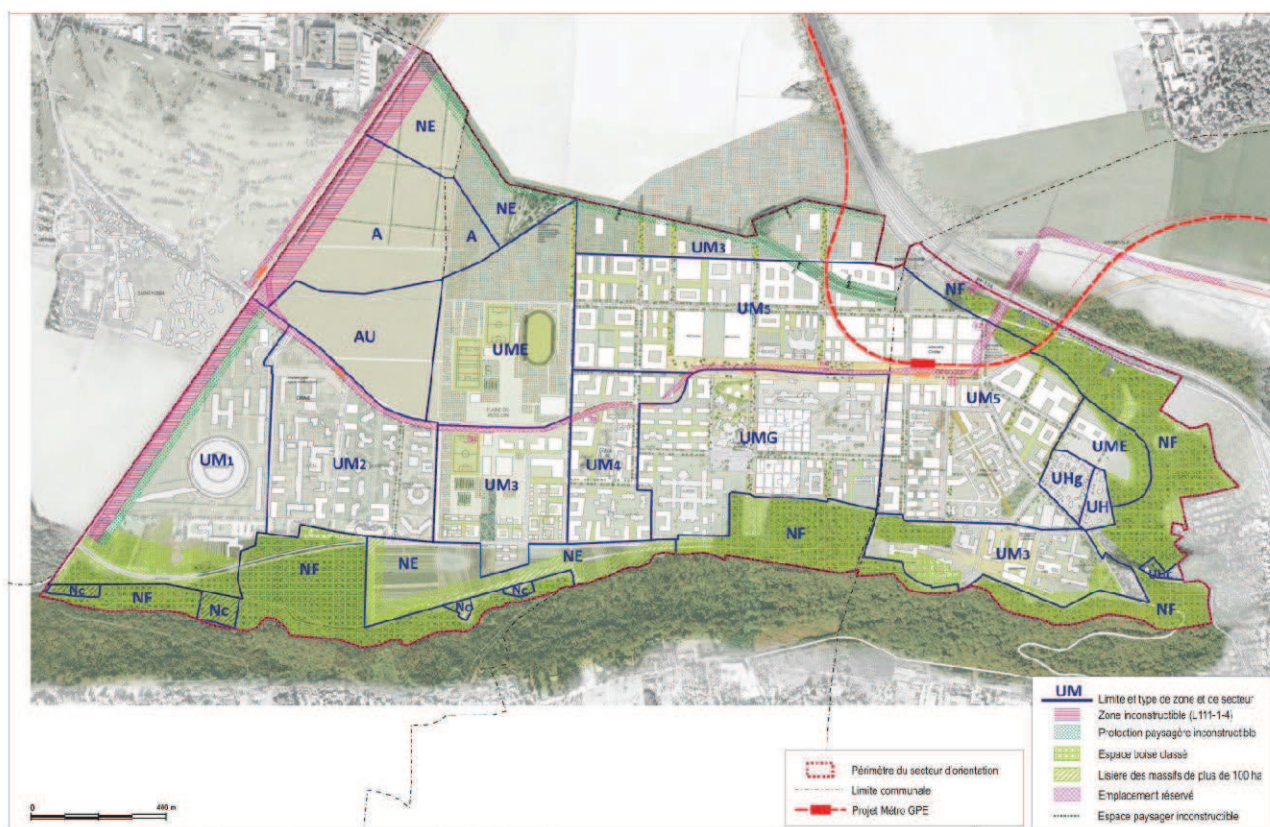 NE
A
A
NE
UM3
NF
UM5
AU
UME
UM5
UM1
UM2
UM3
UM4
UMG
UME
NF
UHg
UH
NF
NF
NE
NE
UM3
Nc
NF
Nc
Nc
Nc
NF
0
460 m
Périmètre du secteur d'orientation
Limite communale
Projet Métro GPE
UM
Limite et type ce zone et ce secteur
Zone inconstructible (L111-1-4)
Protection paysagère inconstructible
Espace boisé classé
Lisière des massifs de plus de 100 ha
Emplacement réservé
Espace paysager inconstructible